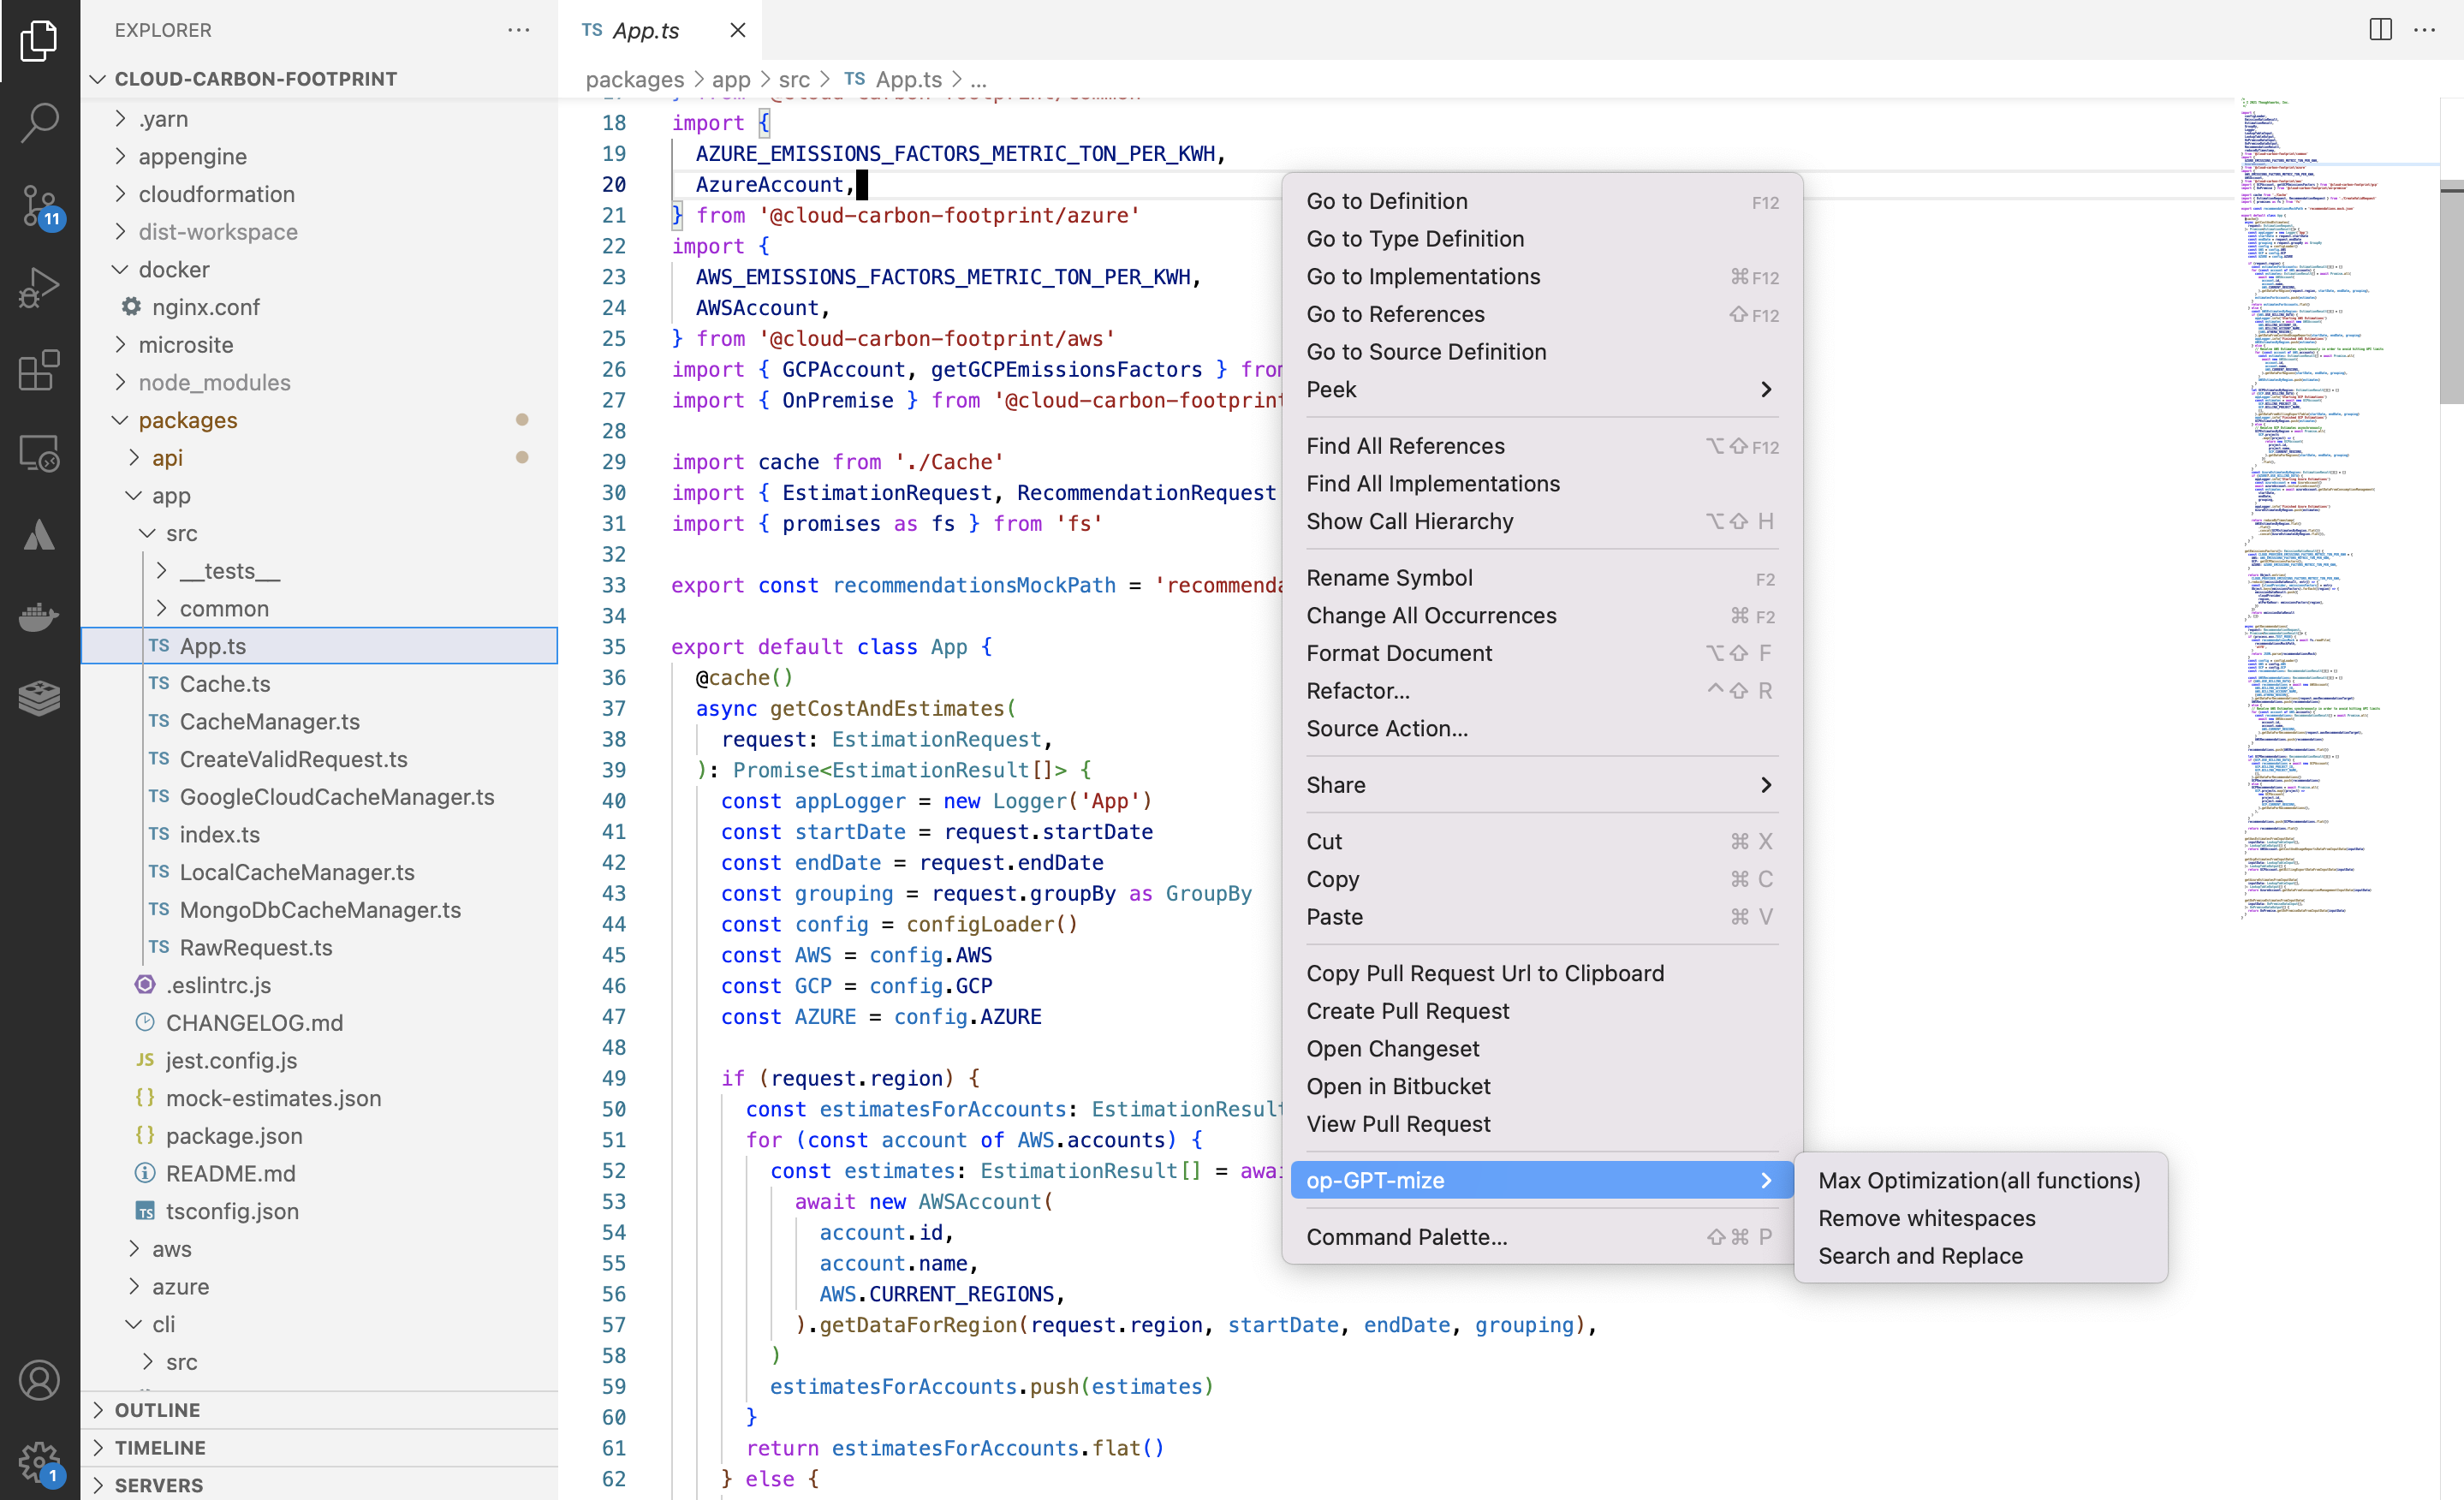 EXPLORER
CLOUD-CARBON-FOOTPRINT
.yarn
appengine
cloudformation
dist-workspace
docker
nginx.conf
microsite
node_modules
packages
api
app
src
__tests__
common
TS App.ts
TS Cache.ts
TS CacheManager.ts
TS CreateValidRequest.ts
TS GoogleCloudCacheManager.ts
TS index.ts
TS LocalCacheManager.ts
TS MongoDbCacheManager.ts
TS RawRequest.ts
.eslintrc.js
CHANGELOG.md
JS jest.config.js
{} mock-estimates.json
{} package.json
README.md
TS tsconfig.json
aws
azure
cli
src
OUTLINE
TIMELINE
SERVERS
11
1
TS App.ts
packages > app > src > TS App.ts > ...
18 import {
19 AZURE_EMISSIONS_FACTORS_METRIC_TON_PER_KWH,
20 AzureAccount,
21 } from '@cloud-carbon-footprint/azure'
22 import {
23 AWS_EMISSIONS_FACTORS_METRIC_TON_PER_KWH,
24 AWSAccount,
25 } from '@cloud-carbon-footprint/aws'
26 import { GCPAccount, getGCPEmissionsFactors } from
27 import { OnPremise } from '@cloud-carbon-footprint
28
29 import cache from './Cache'
30 import { EstimationRequest, RecommendationRequest
31 import { promises as fs } from 'fs'
32
33 export const recommendationsMockPath = 'recommenda
34
35 export default class App {
36 @cache()
37 async getCostAndEstimates(
38 request: EstimationRequest,
39 ): Promise<EstimationResult[]> {
40 const appLogger = new Logger('App')
41 const startDate = request.startDate
42 const endDate = request.endDate
43 const grouping = request.groupBy as GroupBy
44 const config = configLoader()
45 const AWS = config.AWS
46 const GCP = config.GCP
47 const AZURE = config.AZURE
48
49 if (request.region) {
50 const estimatesForAccounts: EstimationResult
51 for (const account of AWS.accounts) {
52 const estimates: EstimationResult[] = awai
53 await new AWSAccount(
54 account.id,
55 account.name,
56 AWS.CURRENT_REGIONS,
57 ).getDataForRegion(request.region, startDate, endDate, grouping),
58 )
59 estimatesForAccounts.push(estimates)
60 }
61 return estimatesForAccounts.flat()
62 } else {
Go to Definition F12
Go to Type Definition
Go to Implementations ⌘F12
Go to References ⇧F12
Go to Source Definition
Peek
Find All References ⌥⇧F12
Find All Implementations
Show Call Hierarchy ⌥⇧ H
Rename Symbol F2
Change All Occurrences ⌘ F2
Format Document ⌥⇧ F
Refactor... ^⇧ R
Source Action...
Share
Cut ⌘ X
Copy ⌘ C
Paste ⌘ V
Copy Pull Request Url to Clipboard
Create Pull Request
Open Changeset
Open in Bitbucket
View Pull Request
op-GPT-mize
Command Palette... ⇧⌘ P
Max Optimization(all functions)
Remove whitespaces
Search and Replace